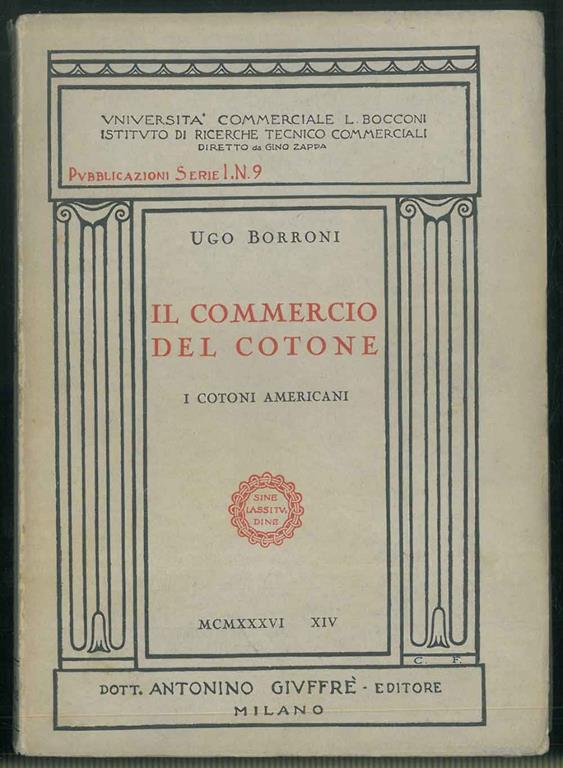 VNIVERSITA' COMMERCIALE L. BOCCONI
ISTITVTO DI RICERCHE TECNICO COMMERCIALI
DIRETTO da GINO ZAPPA
PVBBLICAZIONI SERIE I. N. 9
UGO BORRONI
IL COMMERCIO
DEL COTONE
I COTONI AMERICANI
SINE
LASSITV
DINE
MCMXXXVI XIV
C. F.
DOTT. ANTONINO GIVFFRÈ - EDITORE
MILANO